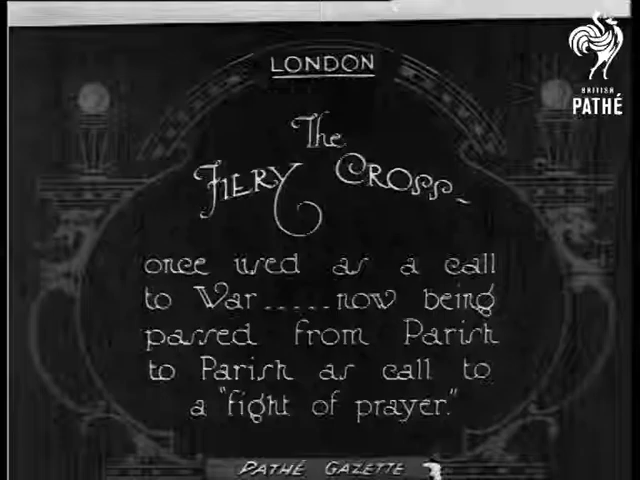 LONDON
BRITISH
PATHÉ
The
FIERY CROSS_
once used as a call
to War.....now being
passed from Parish
to Parish as call to
a "fight of prayer."
PATHÉ GAZETTE